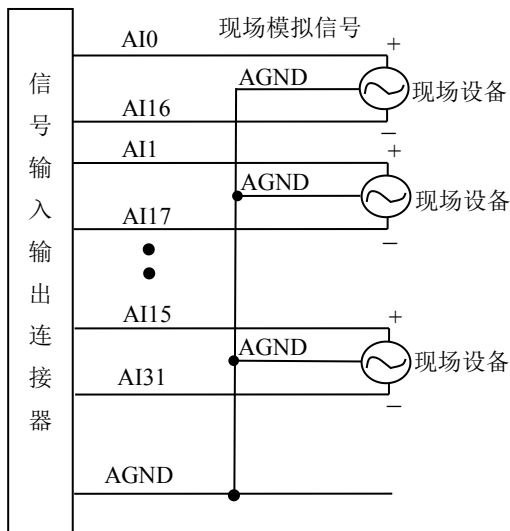 信号输入输出连接器
AI0
现场模拟信号
+
AGND
现场设备
AI16
−
AI1
+
AGND
现场设备
AI17
−
AI15
+
AGND
现场设备
AI31
−
AGND